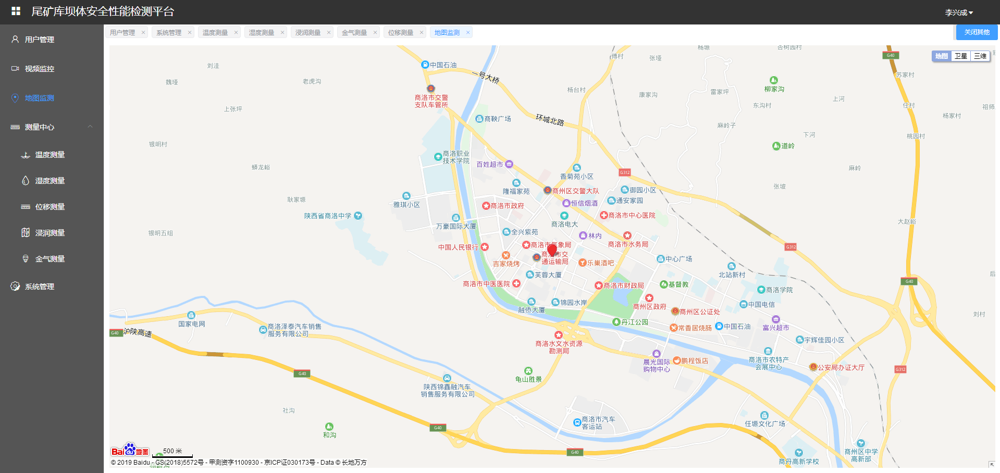 尾矿库坝体安全性能检测平台
李兴成
用户管理
视频监控
地图监测
测量中心
温度测量
湿度测量
位移测量
浸润测量
金气测量
系统管理
用户管理 ×
系统管理 ×
温度测量 ×
湿度测量 ×
浸润测量 ×
金气测量 ×
位移测量 ×
地图监测 ×
关闭其他
地图
卫星
三维
杨塬
杏树园村
傅村
张垭
G40
刘洼
中国石油
一号大桥
苏家村
魏垭
老虎沟
柳家沟
杨台村
康家沟
雷家坪
商洛市交警
支队车管所
上河
东沟村
任村
祖师
上张坪
商鞅广场
环城北路
麻岭子
杨家村
下河
桃园村
银明村
道岭
商洛职业
技术学院
百姓超市
蟒龙峪
香菊苑小区
G312
麻岭
隆福家苑
商州区交警大队
御园小区
张坡
耿家塬
雅琪小区
恒信烟酒
通安家园
商洛市政府
陕西省商洛中学
商洛市中心医院
万豪国际大厦
商洛电大
大赵峪
银明五组
全兴紫苑
林内
商洛市水务局
中国人民银行
商洛市气象局
G312
商洛市交
通运输局
吉家烧烤
乐巢酒吧
中心广场
北站新村
后
芙蓉大厦
商洛市中医医院
商洛市财政局
基督教
G40
商洛学院
锦园水岸
融侨大厦
商州区政府
中国电信
商州区公证处
刘村
国家电网
丹江公园
富兴超市
商洛泽泰汽车销售
服务有限公司
常香居烧肠
中国石油
G40
沪陕高速
宇辉佳园小区
商洛水文水资源
勘测局
晨光国际
购物中心
鹏程饭店
商洛市农特产
会展中心
公安局办证大厅
G312
G40
龟山胜景
陕西锦鑫融汽车
销售服务有限公司
社沟
商洛市汽车
客运站
任塬文化广场
G40
和沟
G40
商丹高新学校
商州区中学
高新部
Bai du 地图
500 米
© 2019 Baidu - GS(2018)5572号 - 甲测资字1100930 - 京ICP证030173号 - Data © 长地万方